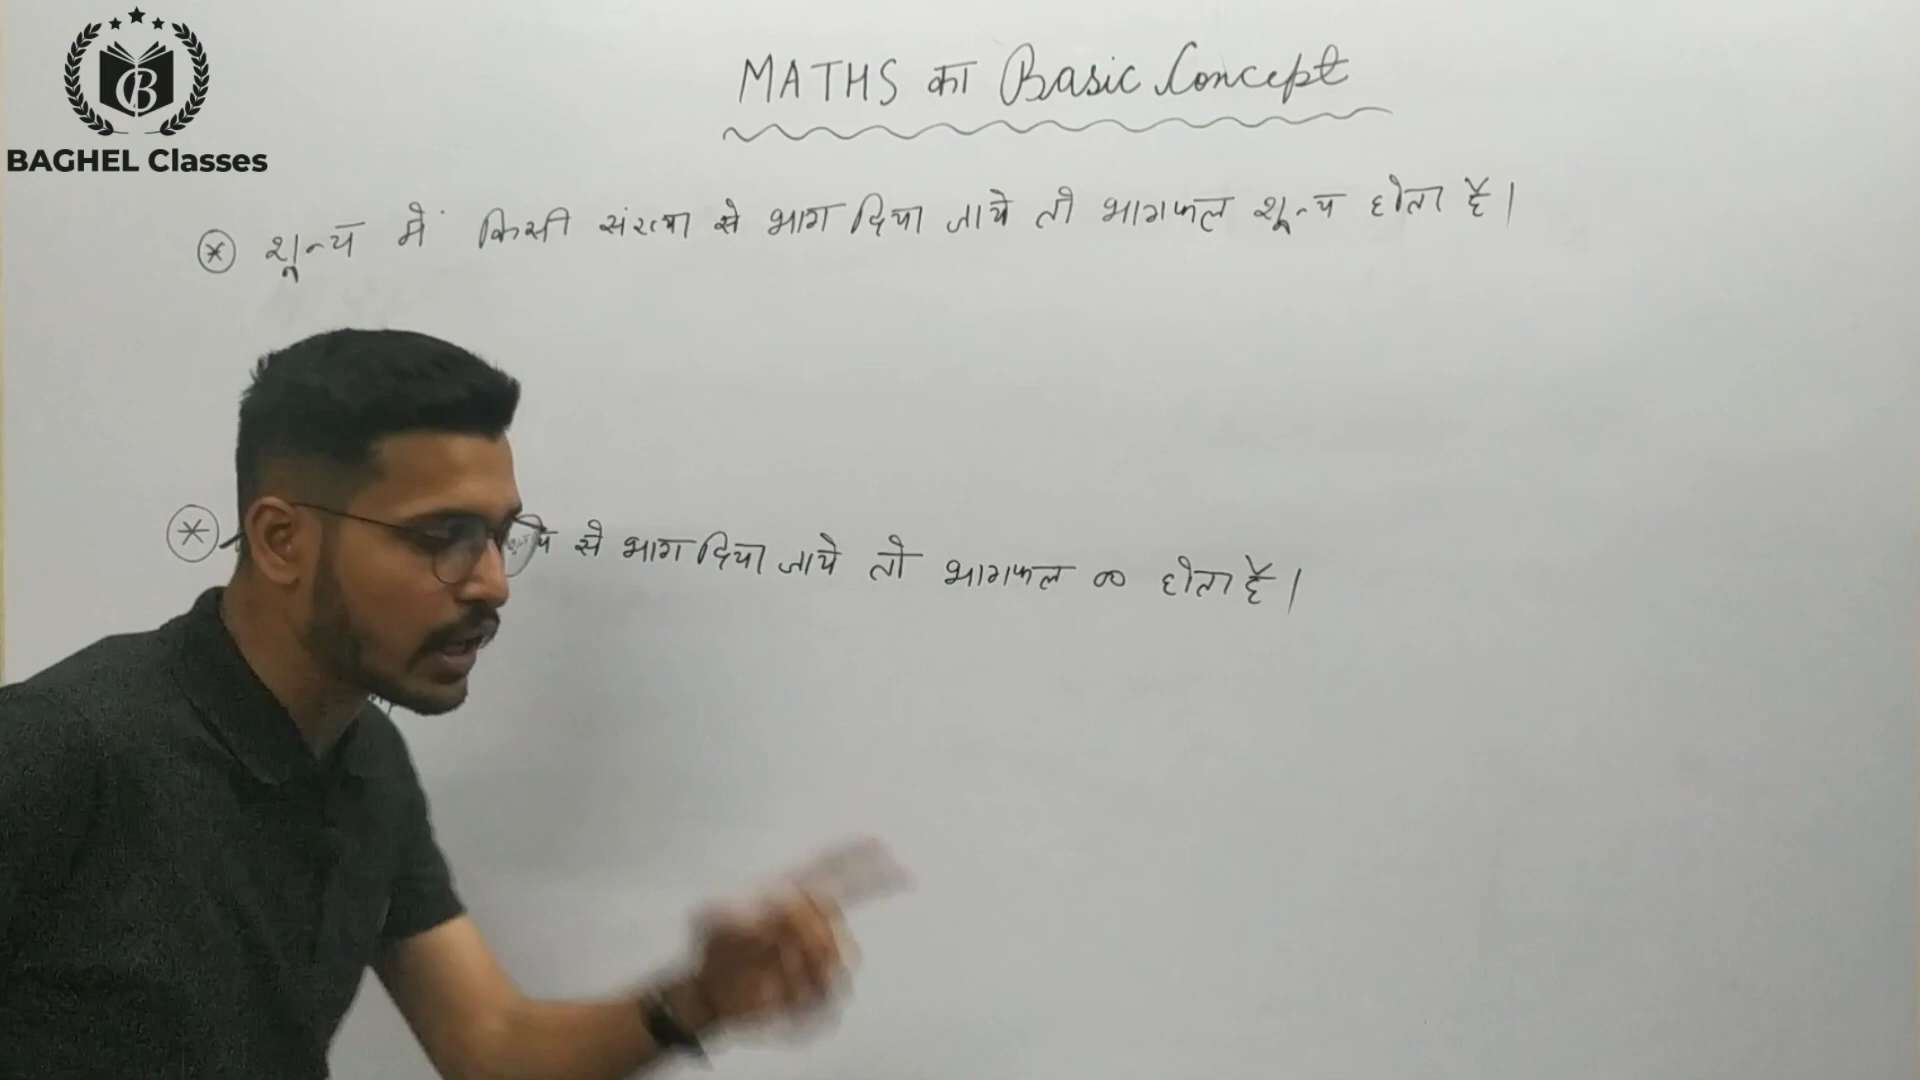 B
BAGHEL Classes
MATHS का Basic Concept
* शून्य में किसी संख्या से भाग दिया जाये तो भागफल शून्य होता है।
* से भाग दिया जाये तो भागफल ∞ होता है।